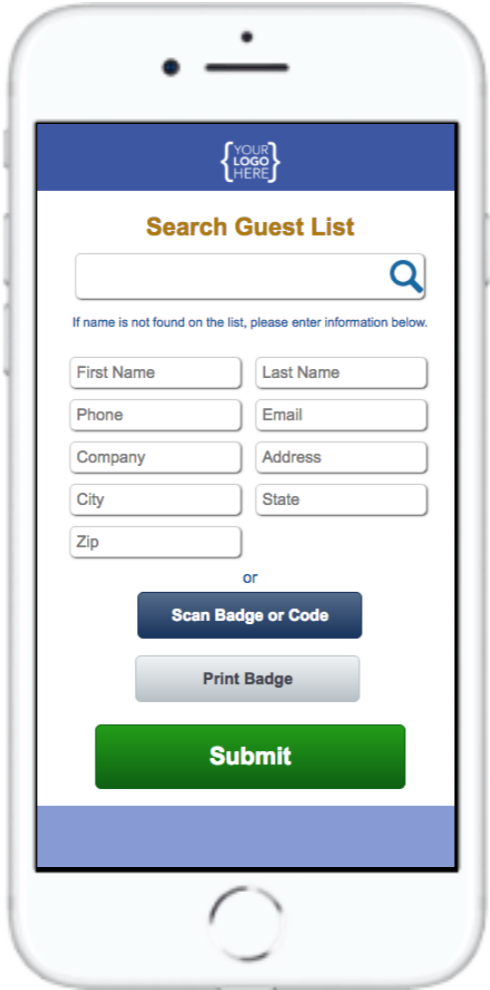 {YOUR
LOGO
HERE}
Search Guest List
If name is not found on the list, please enter information below.
First Name
Last Name
Phone
Email
Company
Address
City
State
Zip
or
Scan Badge or Code
Print Badge
Submit